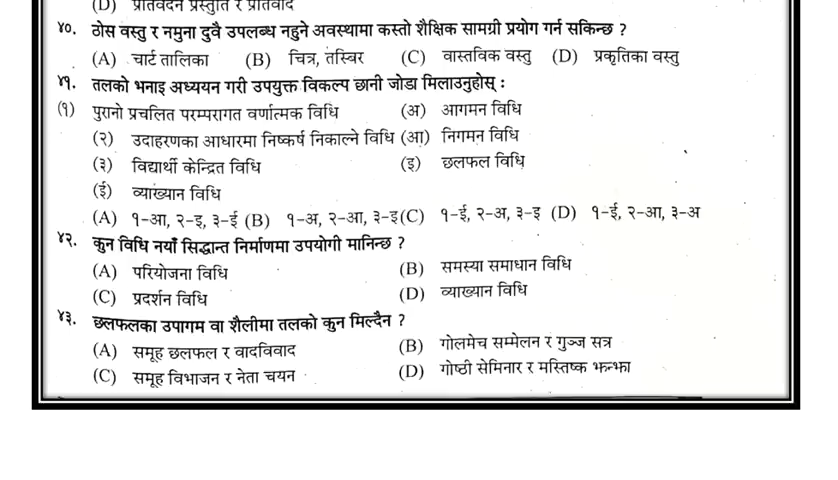 (D) प्रतिवेदन प्रस्तुति र प्रतिवाद
४०. ठोस वस्तु र नमुना दुवै उपलब्ध नहुने अवस्थामा कस्तो शैक्षिक सामग्री प्रयोग गर्न सकिन्छ ?
(A) चार्ट तालिका (B) चित्र, तस्बिर (C) वास्तविक वस्तु (D) प्रकृतिका वस्तु
४१. तलको भनाइ अध्ययन गरी उपयुक्त विकल्प छानी जोडा मिलाउनुहोस् :
(१) पुरानो प्रचलित परम्परागत वर्णात्मक विधि (अ) आगमन विधि
(२) उदाहरणका आधारमा निष्कर्ष निकाल्ने विधि (आ) निगमन विधि
(३) विद्यार्थी केन्द्रित विधि (इ) छलफल विधि
(ई) व्याख्यान विधि
(A) १-आ, २-इ, ३-ई (B) १-अ, २-आ, ३-इ (C) १-ई, २-अ, ३-इ (D) १-ई, २-आ, ३-अ
४२. कुन विधि नयाँ सिद्धान्त निर्माणमा उपयोगी मानिन्छ ?
(A) परियोजना विधि (B) समस्या समाधान विधि
(C) प्रदर्शन विधि (D) व्याख्यान विधि
४३. छलफलका उपागम वा शैलीमा तलको कुन मिल्दैन ?
(A) समूह छलफल र वादविवाद (B) गोलमेच सम्मेलन र गुञ्ज सत्र
(C) समूह विभाजन र नेता चयन (D) गोष्ठी सेमिनार र मस्तिष्क झन्झा